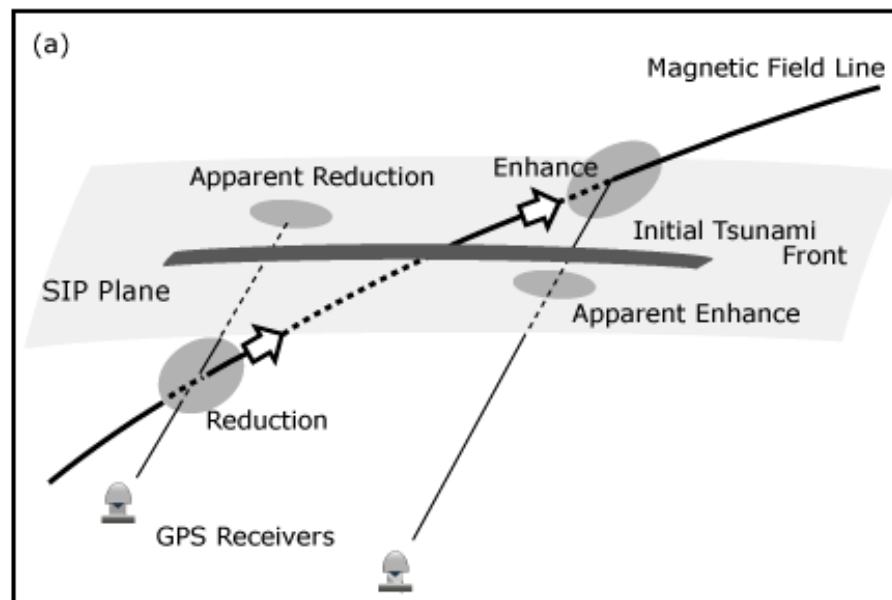 (a)
Magnetic Field Line
Enhance
Apparent Reduction
Initial Tsunami
Front
SIP Plane
Apparent Enhance
Reduction
GPS Receivers